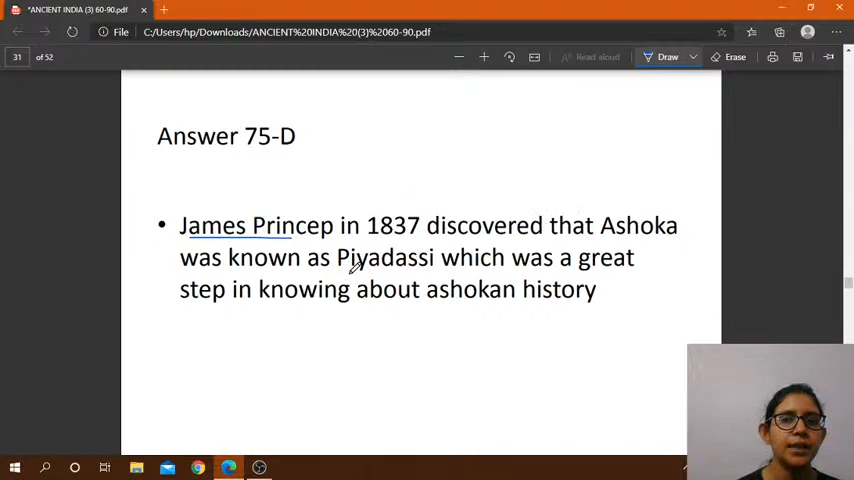 *ANCIENT INDIA (3) 60-90.pdf
File C:/Users/hp/Downloads/ANCIENT%20INDIA%20(3)%2060-90.pdf
31 of 52 Read aloud Draw Erase
Answer 75-D
• James Princep in 1837 discovered that Ashoka
was known as Piyadassi which was a great
step in knowing about ashokan history